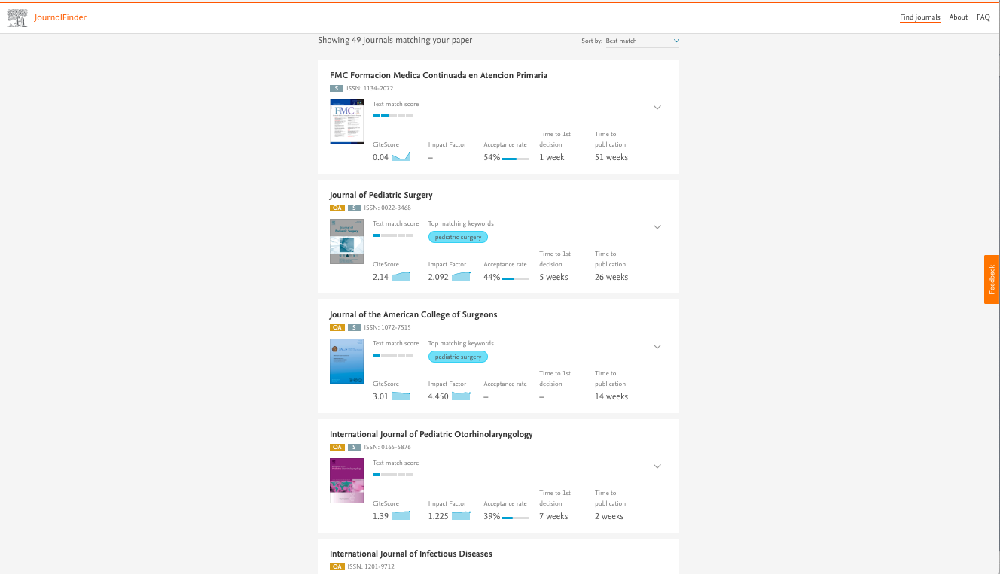 JournalFinder
Find journals About FAQ
Showing 49 journals matching your paper
Sort by: Best match
FMC Formacion Medica Continuada en Atencion Primaria
S ISSN: 1134-2072
FMC
Text match score
CiteScore Impact Factor Acceptance rate Time to 1st decision Time to publication
0.04 – 54% 1 week 51 weeks
Journal of Pediatric Surgery
OA S ISSN: 0022-3468
Journal of
Pediatric Surgery
Text match score Top matching keywords
pediatric surgery
CiteScore Impact Factor Acceptance rate Time to 1st decision Time to publication
2.14 2.092 44% 5 weeks 26 weeks
Feedback
Journal of the American College of Surgeons
OA S ISSN: 1072-7515
JACS
Text match score Top matching keywords
pediatric surgery
CiteScore Impact Factor Acceptance rate Time to 1st decision Time to publication
3.01 4.450 – – 14 weeks
International Journal of Pediatric Otorhinolaryngology
OA S ISSN: 0165-5876
Text match score
CiteScore Impact Factor Acceptance rate Time to 1st decision Time to publication
1.39 1.225 39% 7 weeks 2 weeks
International Journal of Infectious Diseases
OA ISSN: 1201-9712